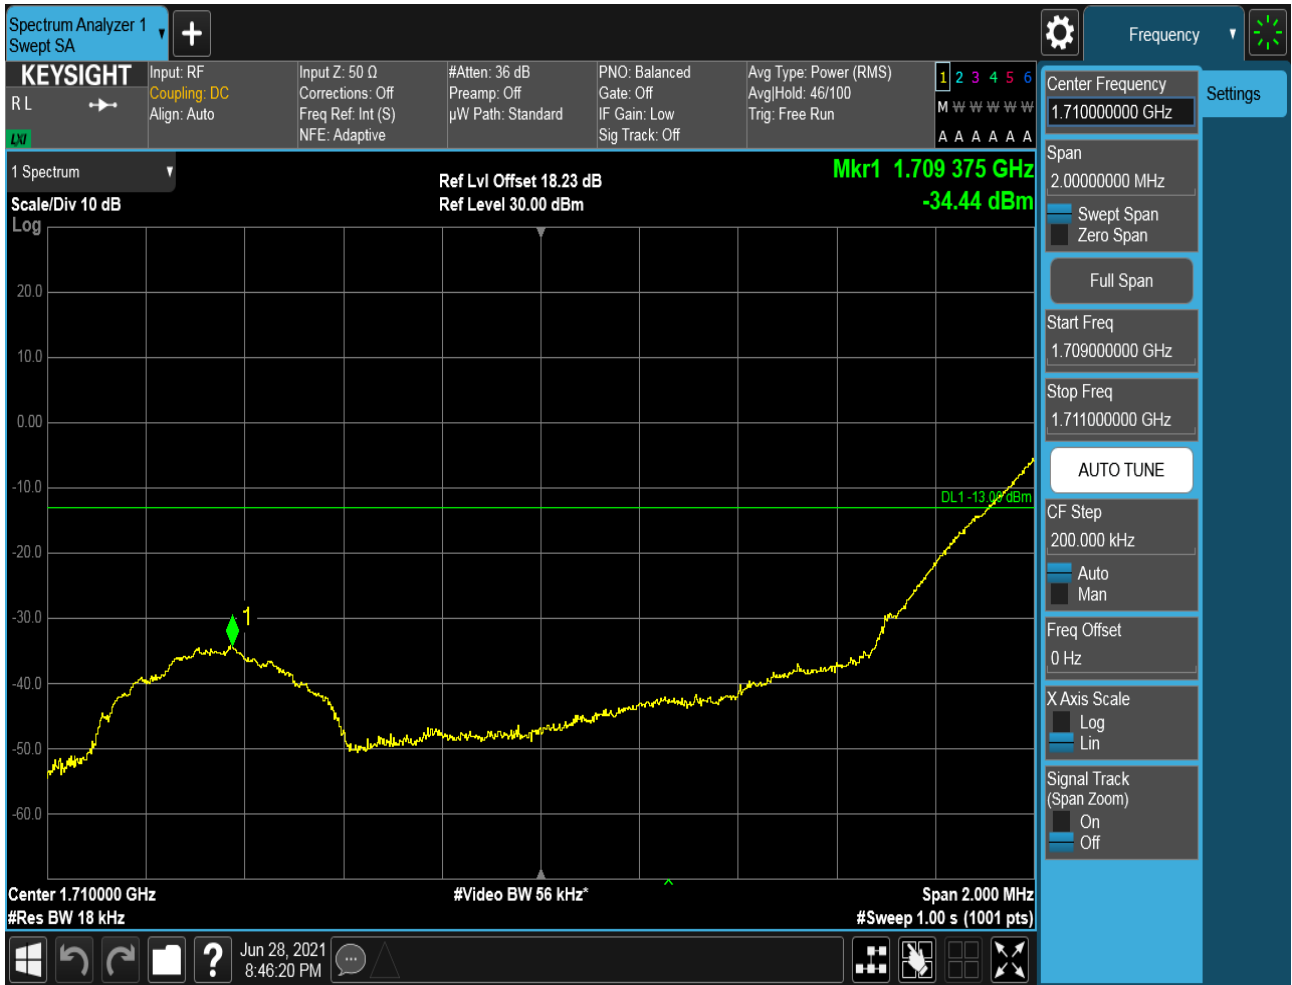 Spectrum Analyzer 1
Swept SA
Frequency
KEYSIGHT
R L
LXI
Input: RF
Coupling: DC
Align: Auto
Input Z: 50 Ω
Corrections: Off
Freq Ref: Int (S)
NFE: Adaptive
#Atten: 36 dB
Preamp: Off
µW Path: Standard
PNO: Balanced
Gate: Off
IF Gain: Low
Sig Track: Off
Avg Type: Power (RMS)
Avg|Hold: 46/100
Trig: Free Run
1 2 3 4 5 6
M W W W W W
A A A A A A
1 Spectrum
Scale/Div 10 dB
Log
Ref Lvl Offset 18.23 dB
Ref Level 30.00 dBm
Mkr1 1.709 375 GHz
-34.44 dBm
20.0
10.0
0.00
-10.0
-20.0
-30.0
-40.0
-50.0
-60.0
DL1 -13.00 dBm
1
Center 1.710000 GHz
#Res BW 18 kHz
#Video BW 56 kHz*
Span 2.000 MHz
#Sweep 1.00 s (1001 pts)
Jun 28, 2021
8:46:20 PM
Center Frequency
1.710000000 GHz
Settings
Span
2.00000000 MHz
Swept Span
Zero Span
Full Span
Start Freq
1.709000000 GHz
Stop Freq
1.711000000 GHz
AUTO TUNE
CF Step
200.000 kHz
Auto
Man
Freq Offset
0 Hz
X Axis Scale
Log
Lin
Signal Track
(Span Zoom)
On
Off